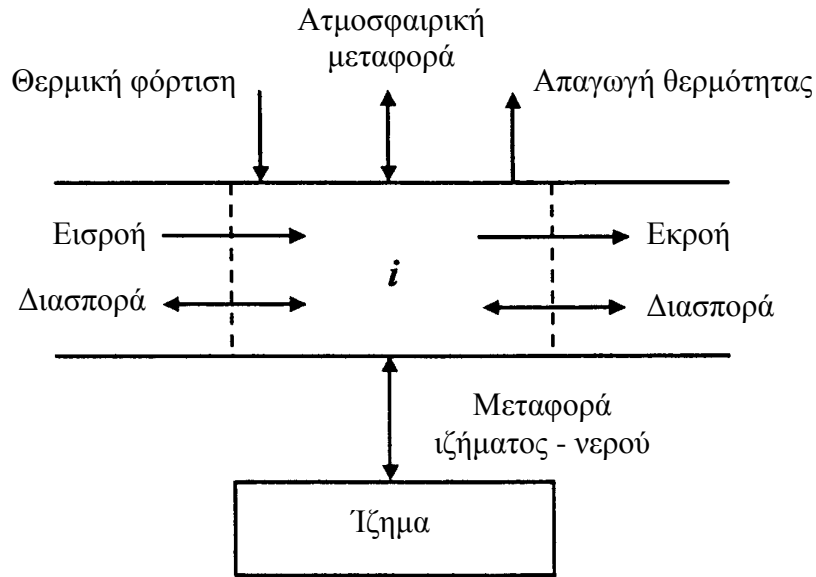 Ατμοσφαιρική
μεταφορά
Θερμική φόρτιση
Απαγωγή θερμότητας
Εισροή
Εκροή
i
Διασπορά
Διασπορά
Μεταφορά
ιζήματος - νερού
Ίζημα